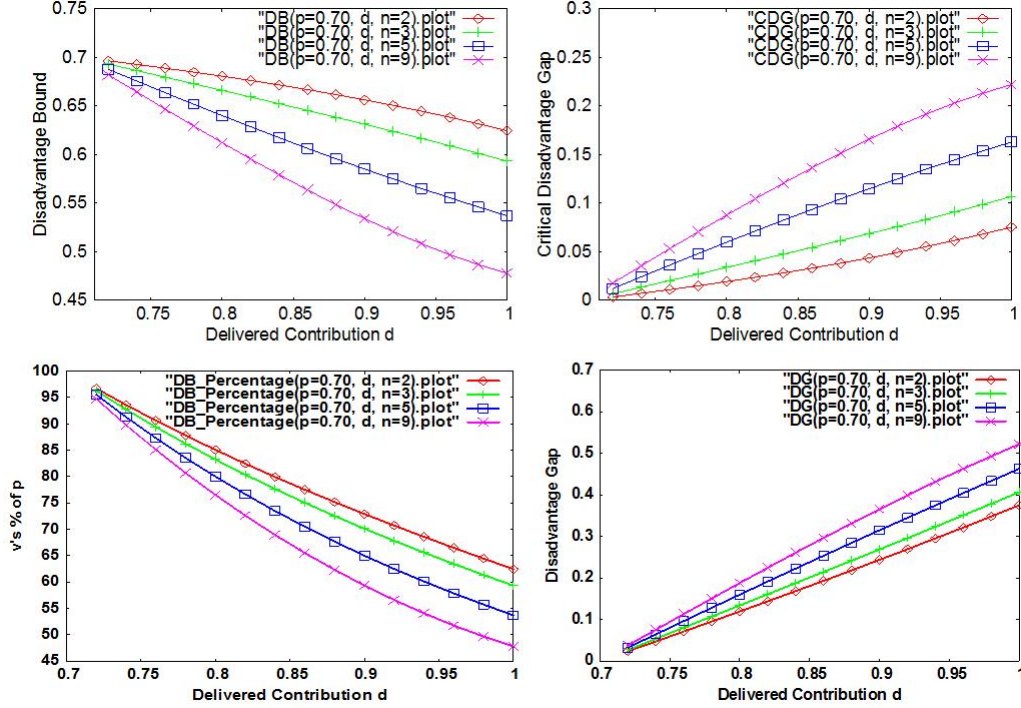 "DB(p=0.70, d, n=2).plot"
"DB(p=0.70, d, n=3).plot"
"DB(p=0.70, d, n=5).plot"
"DB(p=0.70, d, n=9).plot"
Disadvantage Bound
0.75
0.7
0.65
0.6
0.55
0.5
0.45
0.75 0.8 0.85 0.9 0.95 1
Delivered Contribution d
"CDG(p=0.70, d, n=2).plot"
"CDG(p=0.70, d, n=3).plot"
"CDG(p=0.70, d, n=5).plot"
"CDG(p=0.70, d, n=9).plot"
Critical Disadvantage Gap
0.3
0.25
0.2
0.15
0.1
0.05
0
0.75 0.8 0.85 0.9 0.95 1
Delivered Contribution d
"DB_Percentage(p=0.70, d, n=2).plot"
"DB_Percentage(p=0.70, d, n=3).plot"
"DB_Percentage(p=0.70, d, n=5).plot"
"DB_Percentage(p=0.70, d, n=9).plot"
v's % of p
100
95
90
85
80
75
70
65
60
55
50
45
0.7 0.75 0.8 0.85 0.9 0.95 1
Delivered Contribution d
"DG(p=0.70, d, n=2).plot"
"DG(p=0.70, d, n=3).plot"
"DG(p=0.70, d, n=5).plot"
"DG(p=0.70, d, n=9).plot"
Disadvantage Gap
0.7
0.6
0.5
0.4
0.3
0.2
0.1
0
0.75 0.8 0.85 0.9 0.95 1
Delivered Contribution d